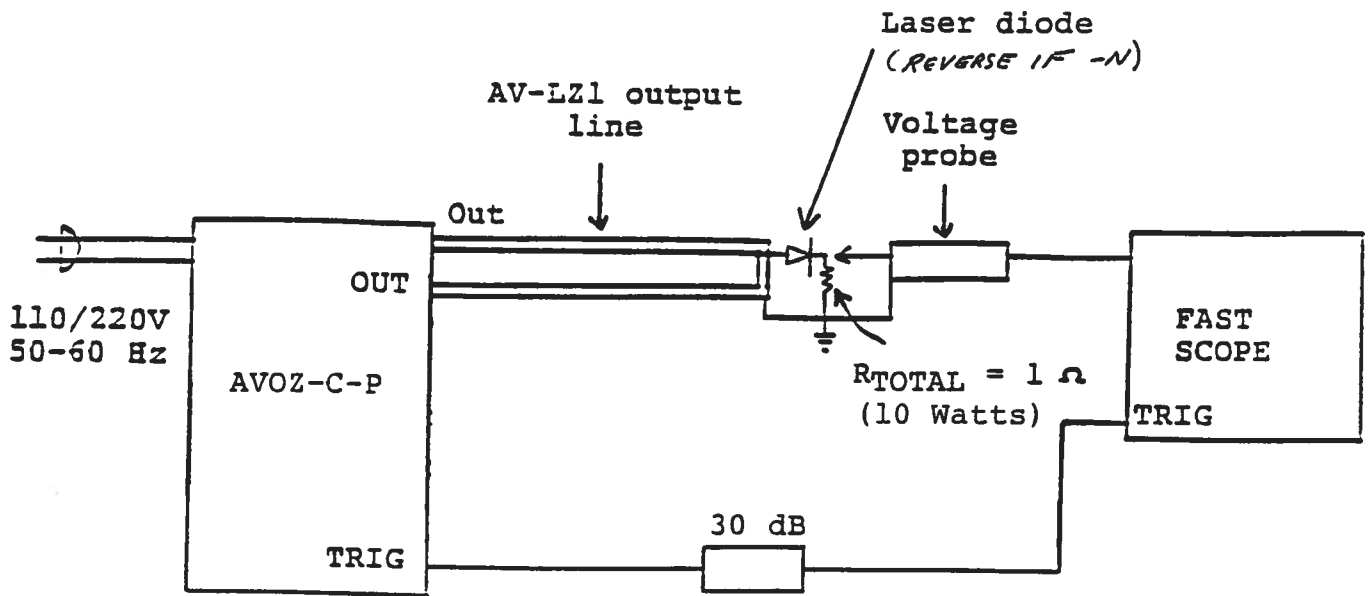 Laser diode
(REVERSE IF -N)
AV-LZ1 output
line
Voltage
probe
Out
OUT
110/220V
50-60 Hz
AVOZ-C-P
FAST
SCOPE
RTOTAL = 1 Ω
(10 Watts)
TRIG
30 dB
TRIG